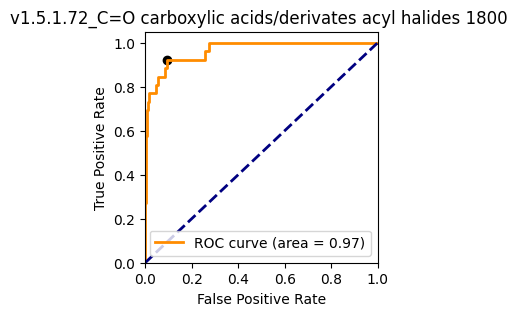 v1.5.1.72_C=O carboxylic acids/derivates acyl halides 1800
1.0
0.8
0.6
0.4
0.2
0.0
True Positive Rate
ROC curve (area = 0.97)
0.0 0.2 0.4 0.6 0.8 1.0
False Positive Rate